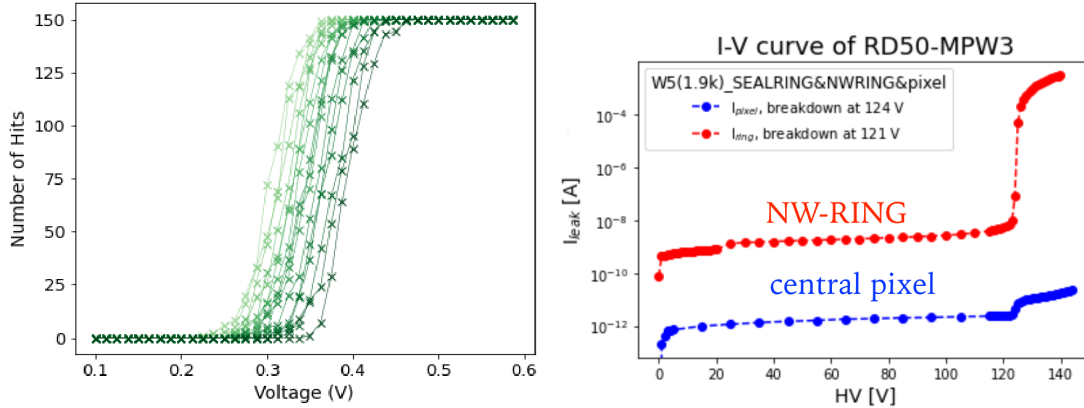 150
125
100
75
50
25
0
Number of Hits
0.1 0.2 0.3 0.4 0.5 0.6
Voltage (V)
I-V curve of RD50-MPW3
W5(1.9k)_SEALRING&NWRING&pixel
I_pixel, breakdown at 124 V
I_ring, breakdown at 121 V
10⁻⁴
10⁻⁶
10⁻⁸
10⁻¹⁰
10⁻¹²
I_leak [A]
NW-RING
central pixel
0 20 40 60 80 100 120 140
HV [V]